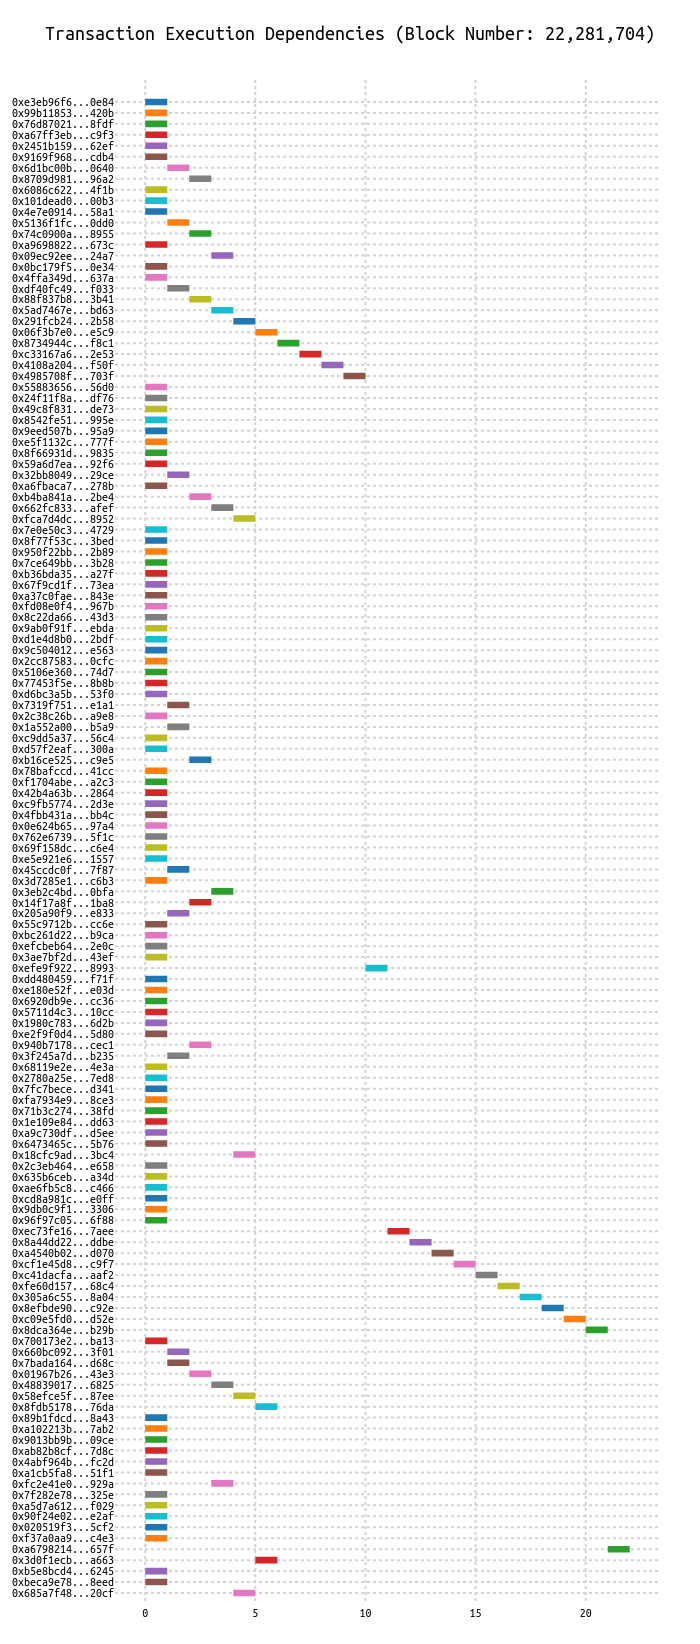 Transaction Execution Dependencies (Block Number: 22,281,704)
0xe3eb96f6...0e84
0x99b11853...420b
0x76d87021...8fdf
0xa67ff3eb...c9f3
0x2451b159...62ef
0x9169f968...cdb4
0x6d1bc00b...0640
0x8709d981...96a2
0x6086c622...4f1b
0x101dead0...00b3
0x4e7e0914...58a1
0x5136f1fc...0dd0
0x74c0900a...8955
0xa9698822...673c
0x09ec92ee...24a7
0x0bc179f5...0e34
0x4ffa349d...637a
0xdf40fc49...f033
0x88f837b8...3b41
0x5ad7467e...bd63
0x291fcb24...2b58
0x06f3b7e0...e5c9
0x8734944c...f8c1
0xc33167a6...2e53
0x4108a204...f50f
0x4985708f...703f
0x55883656...56d0
0x24f11f8a...df76
0x49c8f831...de73
0x8542fe51...995e
0x9eed507b...95a9
0xe5f1132c...777f
0x8f66931d...9835
0x59a6d7ea...92f6
0x32bb8049...29ce
0xa6fbaca7...278b
0xb4ba841a...2be4
0x662fc833...afef
0xfca7d4dc...8952
0x7e0e50c3...4729
0x8f77f53c...3bed
0x950f22bb...2b89
0x7ce649bb...3b28
0xb36bda35...a27f
0x67f9cd1f...73ea
0xa37c0fae...843e
0xfd08e0f4...967b
0x8c22da66...43d3
0x9ab0f91f...ebda
0xd1e4d8b0...2bdf
0x9c504012...e563
0x2cc87583...0cfc
0x5106e360...74d7
0x77453f5e...8b8b
0xd6bc3a5b...53f0
0x7319f751...e1a1
0x2c38c26b...a9e8
0x1a552a00...b5a9
0xc9dd5a37...56c4
0xd57f2eaf...300a
0xb16ce525...c9e5
0x78bafccd...41cc
0xf1704abe...a2c3
0x42b4a63b...2864
0xc9fb5774...2d3e
0x4fbb431a...bb4c
0x0e624b65...97a4
0x762e6739...5f1c
0x69f158dc...c6e4
0xe5e921e6...1557
0x45ccdc0f...7f87
0x3d7285e1...c6b3
0x3eb2c4bd...0bfa
0x14f17a8f...1ba8
0x205a90f9...e833
0x55c9712b...cc6e
0xbc261d22...b9ca
0xefcbeb64...2e0c
0x3ae7bf2d...43ef
0xefe9f922...8993
0xdd480459...f71f
0xe180e52f...e03d
0x6920db9e...cc36
0x5711d4c3...10cc
0x1980c783...6d2b
0xe2f9f0d4...5d80
0x940b7178...cec1
0x3f245a7d...b235
0x68119e2e...4e3a
0x2780a25e...7ed8
0x7fc7bece...d341
0xfa7934e9...8ce3
0x71b3c274...38fd
0x1e109e84...dd63
0xa9c730df...d5ee
0x6473465c...5b76
0x18cfc9ad...3bc4
0x2c3eb464...e658
0x635b6ceb...a34d
0xae6fb5c8...c466
0xcd8a981c...e0ff
0x9db0c9f1...3306
0x96f97c05...6f88
0xec73fe16...7aee
0x8a44dd22...ddbe
0xa4540b02...d070
0xcf1e45d8...c9f7
0xc41dacfa...aaf2
0xfe60d157...68c4
0x305a6c55...8a04
0x8efbde90...c92e
0xc09e5fd0...d52e
0x8dca364e...b29b
0x700173e2...ba13
0x660bc092...3f01
0x7bada164...d68c
0x01967b26...43e3
0x48839017...6825
0x58efce5f...87ee
0x8fdb5178...76da
0x89b1fdcd...8a43
0xa102213b...7ab2
0x9013bb9b...09ce
0xab82b8cf...7d8c
0x4abf964b...fc2d
0xa1cb5fa8...51f1
0xfc2e41e0...929a
0x7f282e78...325e
0xa5d7a612...f029
0x90f24e02...e2af
0x020519f3...5cf2
0xf37a0aa9...c4e3
0xa6798214...657f
0x3d0f1ecb...a663
0xb5e8bcd4...6245
0xbeca9e78...8eed
0x685a7f48...20cf
0 5 10 15 20